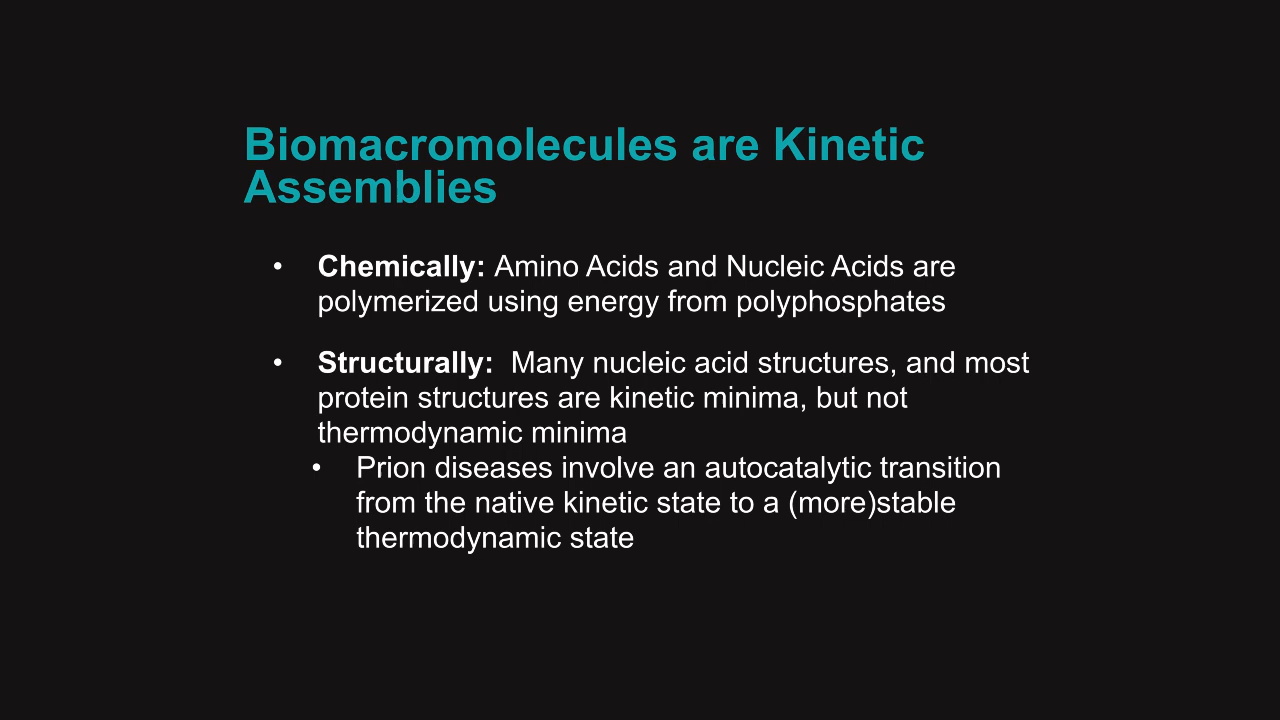 Biomacromolecules are Kinetic
Assemblies
• Chemically: Amino Acids and Nucleic Acids are
polymerized using energy from polyphosphates
• Structurally:  Many nucleic acid structures, and most
protein structures are kinetic minima, but not
thermodynamic minima
• Prion diseases involve an autocatalytic transition
from the native kinetic state to a (more)stable
thermodynamic state